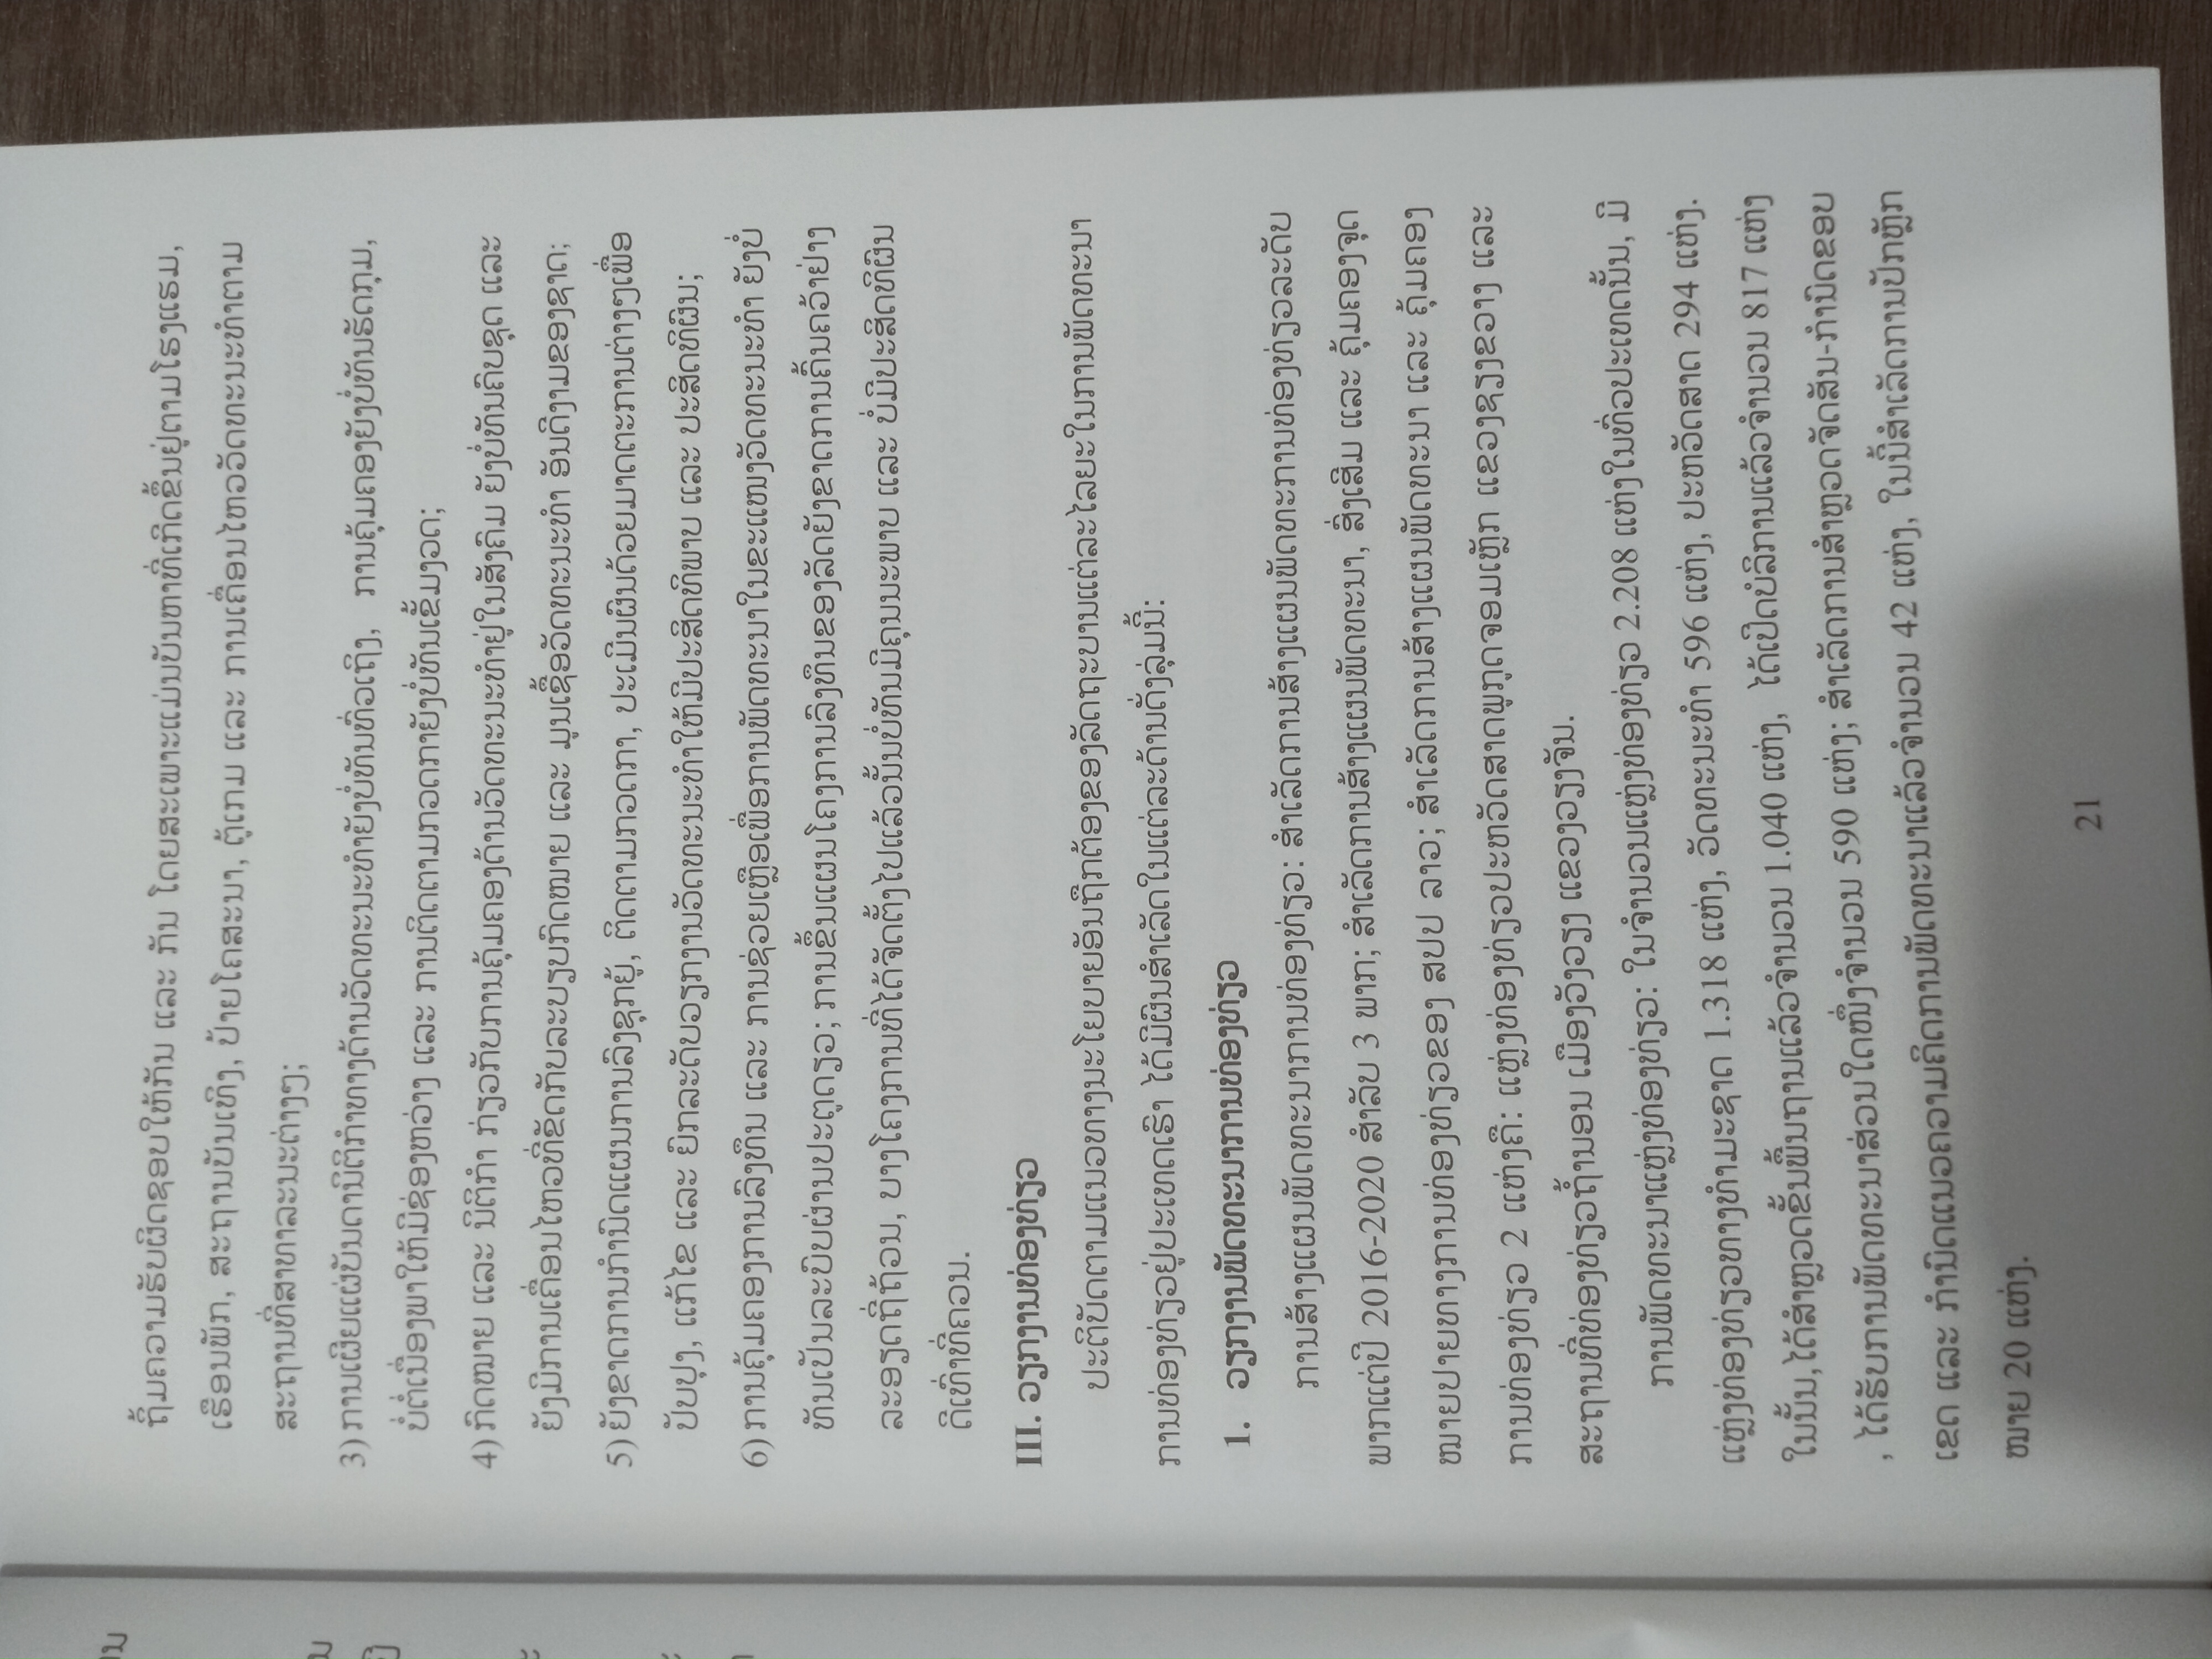 ຖິ້ມຄວາມຮັບຜິດຊອບໃຫ້ກັນ ແລະ ກັນ ໂດຍສະເພາະແມ່ນບັນຫາທີ່ເກີດຂຶ້ນຢູ່ຕາມໂຮງແຮມ,
ເຮືອນພັກ, ສະຖານບັນເທີງ, ປ້າຍໂຄສະນາ, ຕູ້ເກມ ແລະ ການເຄື່ອນໄຫວວັດທະນະທຳຕາມ
ສະຖານທີ່ສາທາລະນະຕ່າງໆ;
3) ການເຜີຍແຜ່ບັນດານິຕິກຳທາງດ້ານວັດທະນະທຳຍັງບໍ່ທັນທົ່ວເຖິງ, ການຄຸ້ມຄອງຍັງບໍ່ທັນຮັດກຸມ,
ບໍ່ຕໍ່ເນື່ອງພາໃຫ້ມີຊ່ອງຫວ່າງ ແລະ ການຕິດຕາມກວດກາຍັງບໍ່ທັນເຂັ້ມງວດ;
4) ກົດໝາຍ ແລະ ນິຕິກຳ ກ່ຽວກັບການຄຸ້ມຄອງດ້ານວັດທະນະທຳຢູ່ໃນສັງຄົມ ຍັງບໍ່ທັນຄົບຊຸດ ແລະ
ຍັງມີການເຄື່ອນໄຫວທີ່ຂັດກັບລະບຽບກົດໝາຍ ແລະ ມູນເຊື້ອວັດທະນະທຳ ອັນດີງາມຂອງຊາດ;
5) ຍັງຂາດການກຳນົດແຜນການລົງຊຸກຍູ້, ຕິດຕາມກວດກາ, ປະເມີນຜົນດ້ວຍມາດຕະການຕ່າງໆເພື່ອ
ປັບປຸງ, ແກ້ໄຂ ແລະ ຍົກລະດັບວຽກງານວັດທະນະທຳໃຫ້ມີປະສິດທິພາບ ແລະ ປະສິດທິຜົນ;
6) ການຄຸ້ມຄອງການລົງທຶນ ແລະ ການຊ່ວຍເຫຼືອເພື່ອການພັດທະນາໃນຂະແໜງວັດທະນະທຳ ຍັງບໍ່
ທັນເປັນລະບົບຜ່ານປະຕູດຽວ; ການຂຶ້ນແຜນໂຄງການລົງທຶນຂອງລັດຍັງຂາດການຄົ້ນຄວ້າຢ່າງ
ລະອຽດຖີ່ຖ້ວນ, ບາງໂຄງການທີ່ໄດ້ຈັດຕັ້ງໄປແລ້ວນັ້ນບໍ່ທັນມີຄຸນນະພາບ ແລະ ບໍ່ມີປະສິດທິຜົນ
ດີເທົ່າທີ່ຄວນ.
III. ວຽກງານທ່ອງທ່ຽວ
ປະຕິບັດຕາມແນວທາງນະໂຍບາຍອັນຖືກຕ້ອງຂອງລັດຖະບານແຕ່ລະໄລຍະໃນການພັດທະນາ
ການທ່ອງທ່ຽວຢູ່ປະເທດເຮົາ ໄດ້ມີຜົນສຳເລັດໃນແຕ່ລະດ້ານດັ່ງລຸ່ມນີ້:
1. ວຽກງານພັດທະນາການທ່ອງທ່ຽວ
ການສ້າງແຜນພັດທະນາການທ່ອງທ່ຽວ: ສຳເລັດການສ້າງແຜນພັດທະການທ່ອງທ່ຽວລະດັບ
ພາກແຕ່ປີ 2016-2020 ສຳລັບ 3 ພາກ; ສຳເລັດການສ້າງແຜນພັດທະນາ, ສົ່ງເສີມ ແລະ ຄຸ້ມຄອງຈຸດ
ໝາຍປາຍທາງການທ່ອງທ່ຽວຂອງ ສປປ ລາວ; ສຳເລັດການສ້າງແຜນພັດທະນາ ແລະ ຄຸ້ມຄອງ
ການທ່ອງທ່ຽວ 2 ແຫ່ງຄື: ແຫຼ່ງທ່ອງທ່ຽວປະຫວັດສາດພູກູດຈອມເຫຼັກ ແຂວງຊຽງຂວາງ ແລະ
ສະຖານທີ່ທ່ອງທ່ຽວຖ້ຳນອນ ເມືອງວັງວຽງ ແຂວງວຽງຈັນ.
ການພັດທະນາແຫຼ່ງທ່ອງທ່ຽວ: ໃນຈຳນວນແຫຼ່ງທ່ອງທ່ຽວ 2.208 ແຫ່ງໃນທົ່ວປະເທດນັ້ນ, ມີ
ແຫຼ່ງທ່ອງທ່ຽວທາງທຳມະຊາດ 1.318 ແຫ່ງ, ວັດທະນະທຳ 596 ແຫ່ງ, ປະຫວັດສາດ 294 ແຫ່ງ.
ໃນນັ້ນ,ໄດ້ສຳຫຼວດຂັ້ນພື້ນຖານແລ້ວຈຳນວນ 1.040 ແຫ່ງ, ໄດ້ເປີດບໍລິການແລ້ວຈຳນວນ 817 ແຫ່ງ
, ໄດ້ຮັບການພັດທະນາສ່ວນໃດໜຶ່ງຈຳນວນ 590 ແຫ່ງ; ສຳເລັດການສຳຫຼວດຈັດສັນ-ກຳນົດຂອບ
ເຂດ ແລະ ກຳນົດແນວຄວາມຄິດການພັດທະນາແລ້ວຈຳນວນ 42 ແຫ່ງ, ໃນນີ້ສຳເລັດການປັກຫຼັກ
ໝາຍ 20 ແຫ່ງ.
21